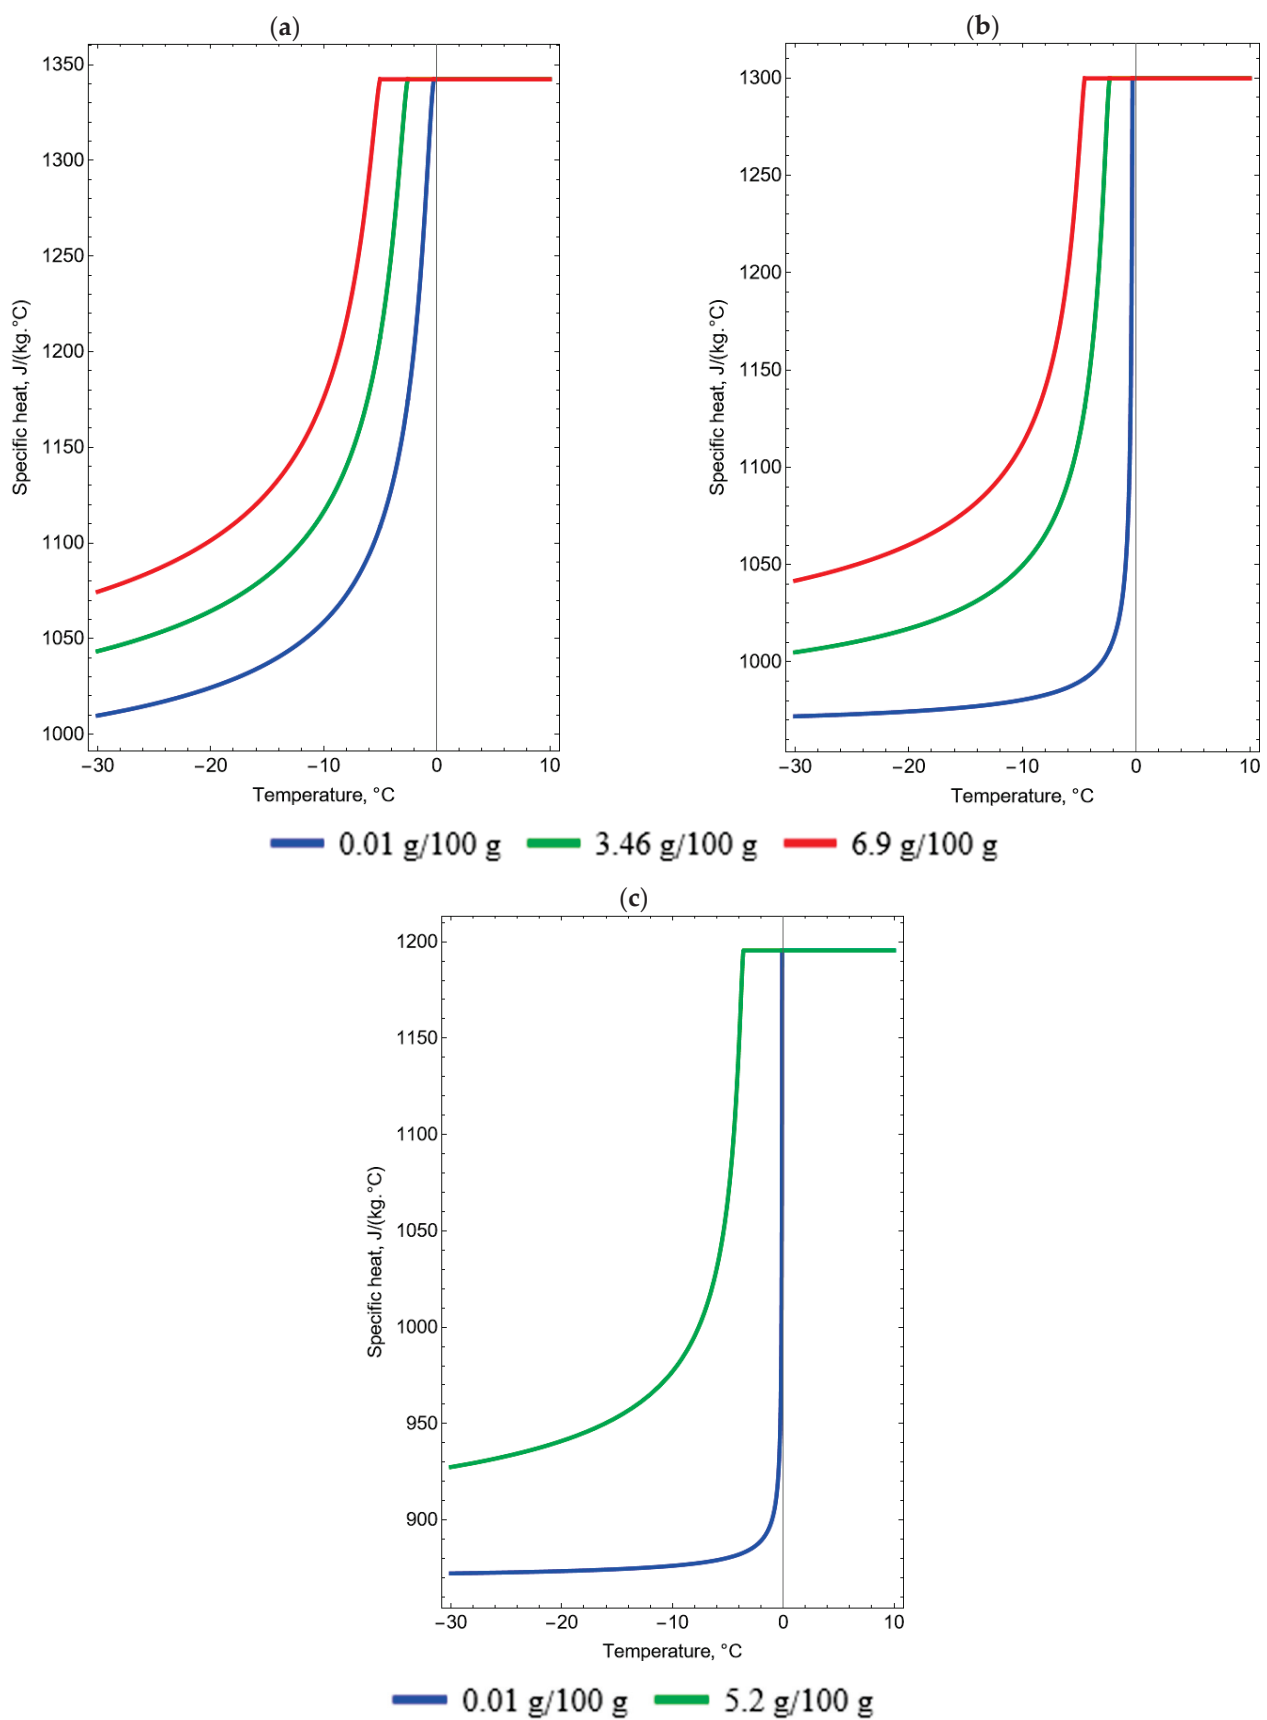 (a)
1350
1300
1250
1200
1150
1100
1050
1000
Specific heat, J/(kg.°C)
−30 −20 −10 0 10
Temperature, °C
(b)
1300
1250
1200
1150
1100
1050
1000
Specific heat, J/(kg.°C)
−30 −20 −10 0 10
Temperature, °C
0.01 g/100 g 3.46 g/100 g 6.9 g/100 g
(c)
1200
1150
1100
1050
1000
950
900
Specific heat, J/(kg.°C)
−30 −20 −10 0 10
Temperature, °C
0.01 g/100 g 5.2 g/100 g